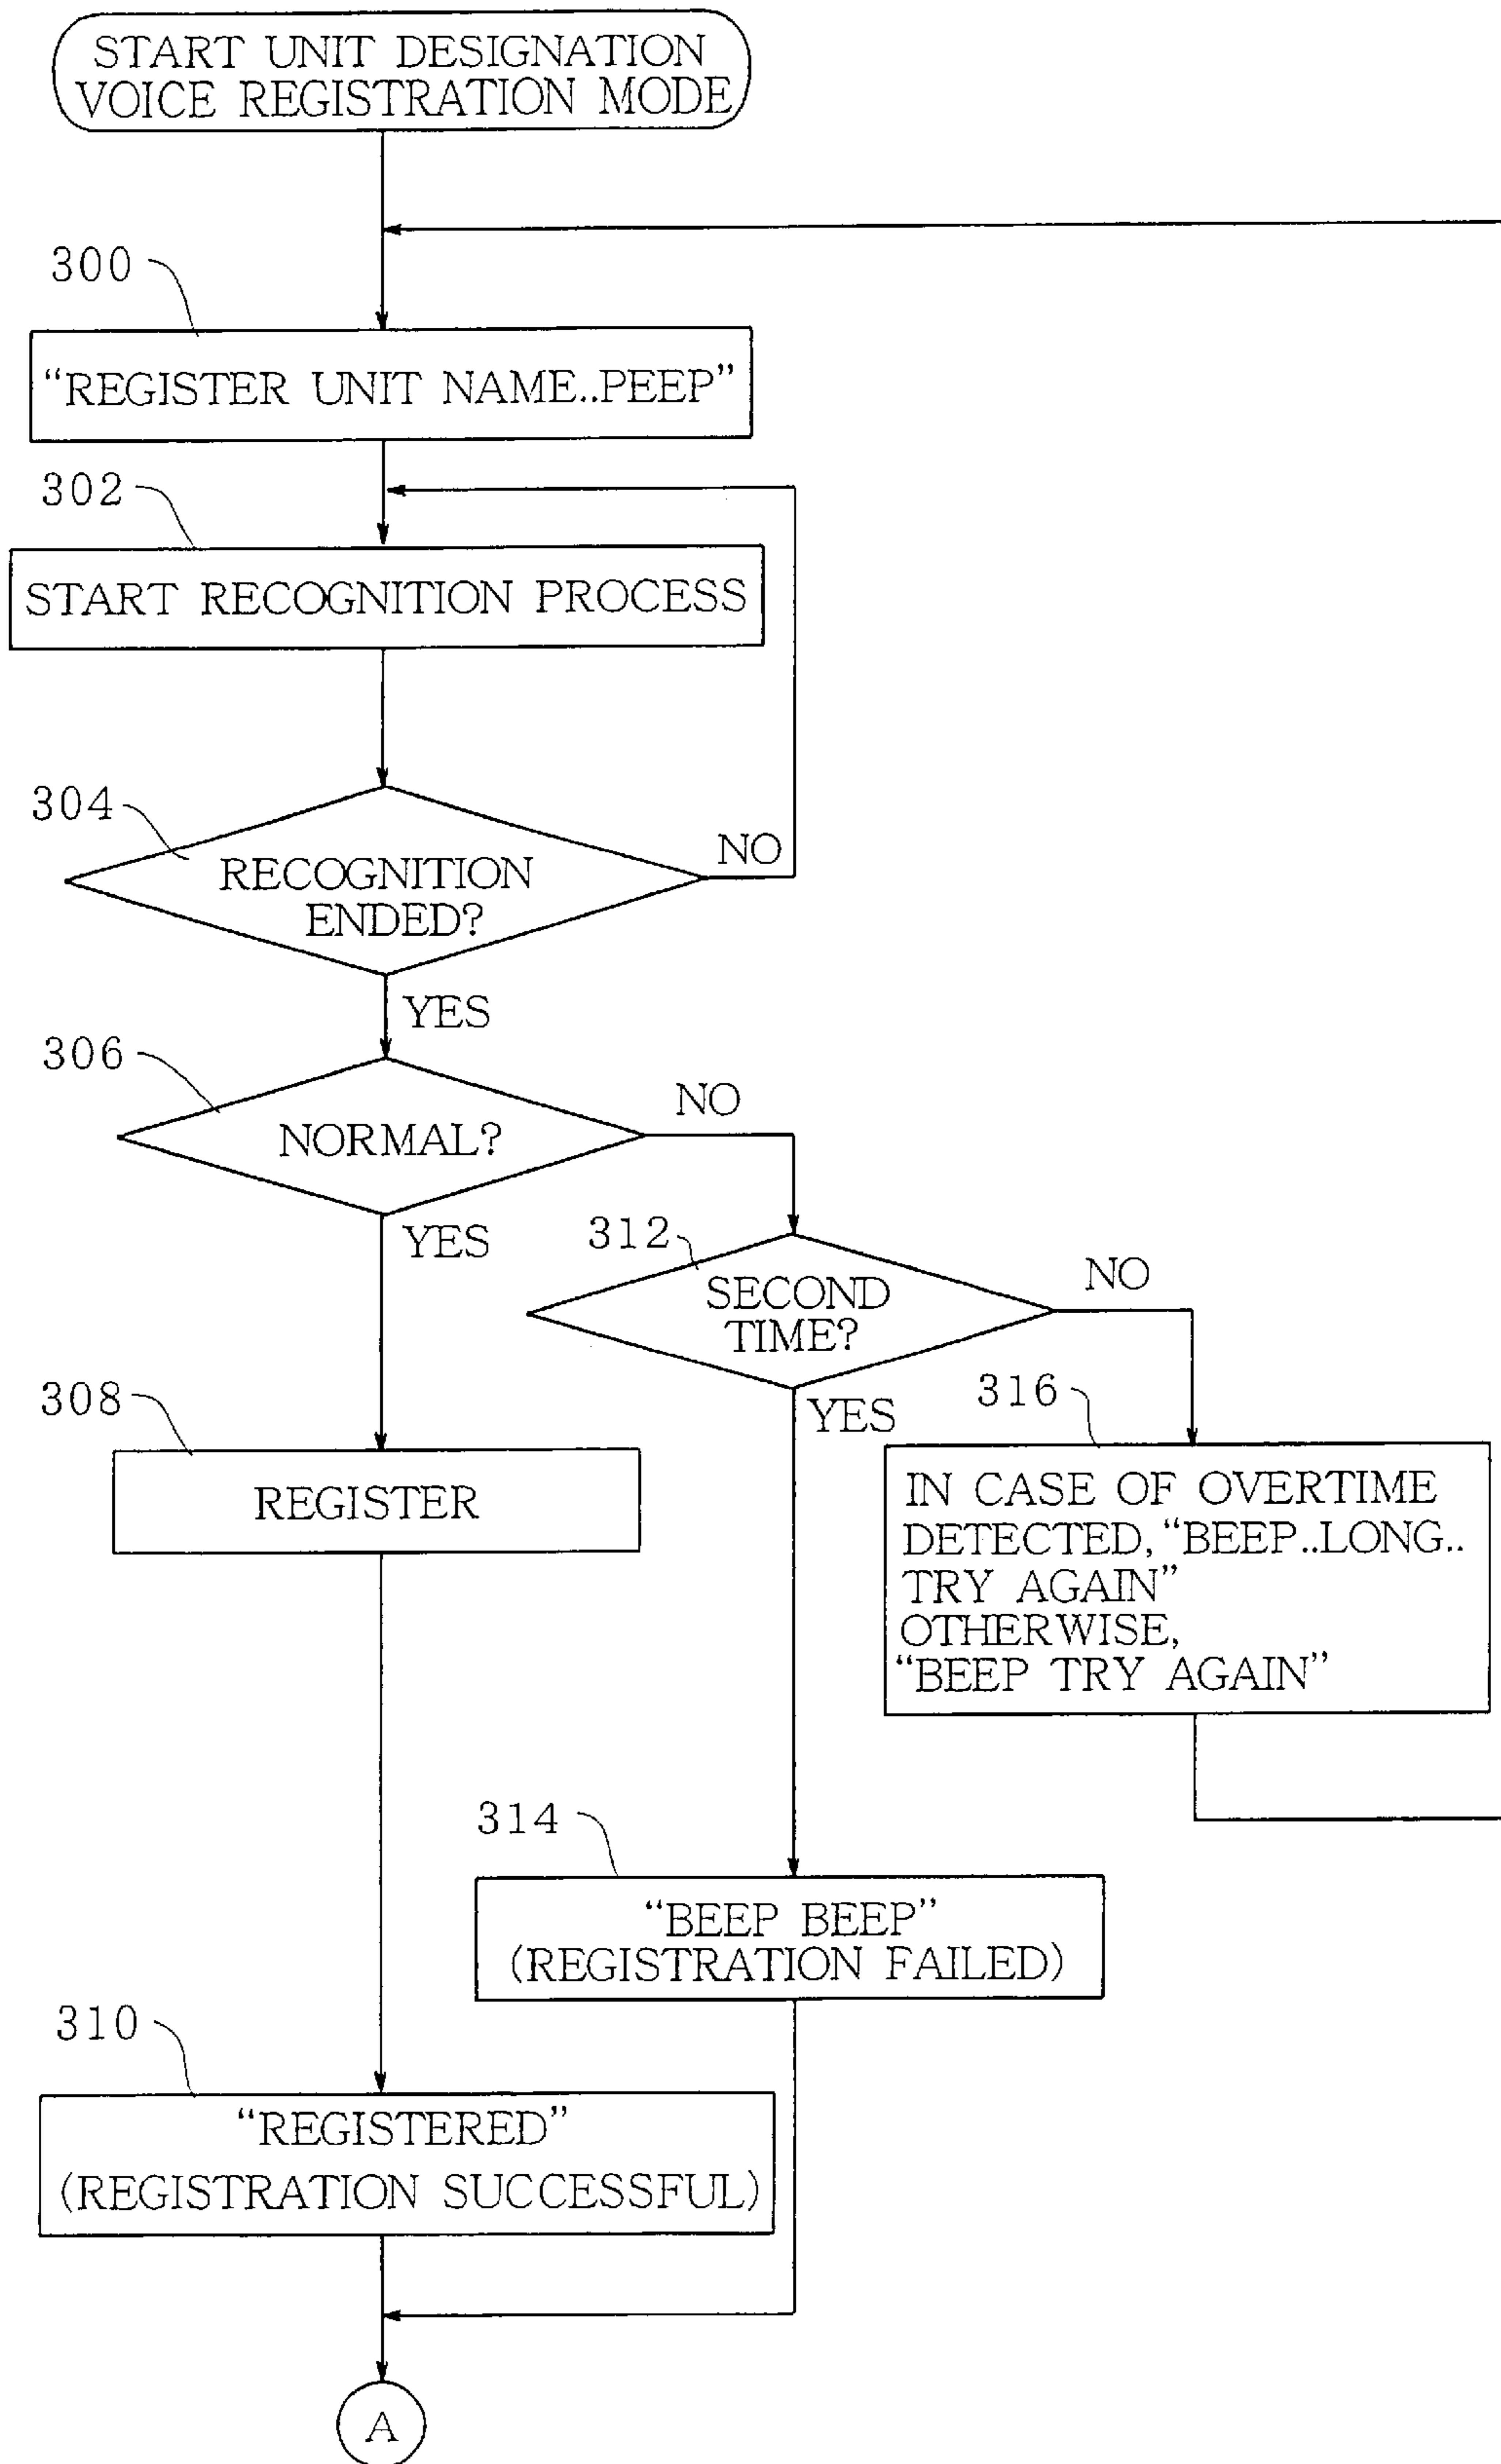 START UNIT DESIGNATION
VOICE REGISTRATION MODE
300
“REGISTER UNIT NAME..PEEP”
302
START RECOGNITION PROCESS
304
RECOGNITION
ENDED?
NO
YES
306
NORMAL?
NO
YES
312
SECOND
TIME?
NO
YES
308
REGISTER
316
IN CASE OF OVERTIME
DETECTED, “BEEP..LONG..
TRY AGAIN”
OTHERWISE,
“BEEP TRY AGAIN”
314
“BEEP BEEP”
(REGISTRATION FAILED)
310
“REGISTERED”
(REGISTRATION SUCCESSFUL)
A